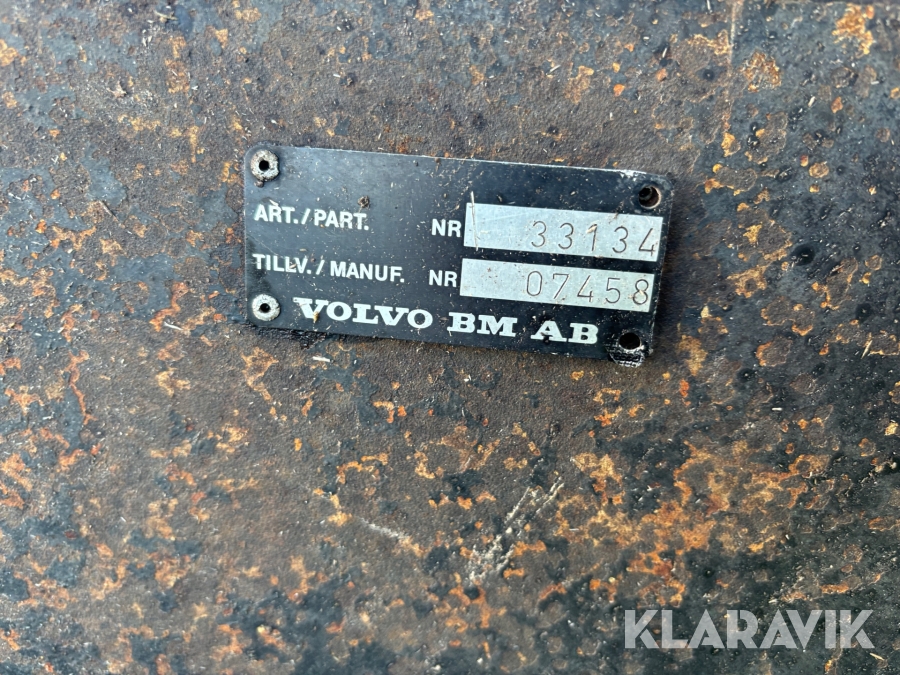 ART./PART. NR 33134
TILLV./MANUF. NR 07458
VOLVO BM AB
KLARAVIK